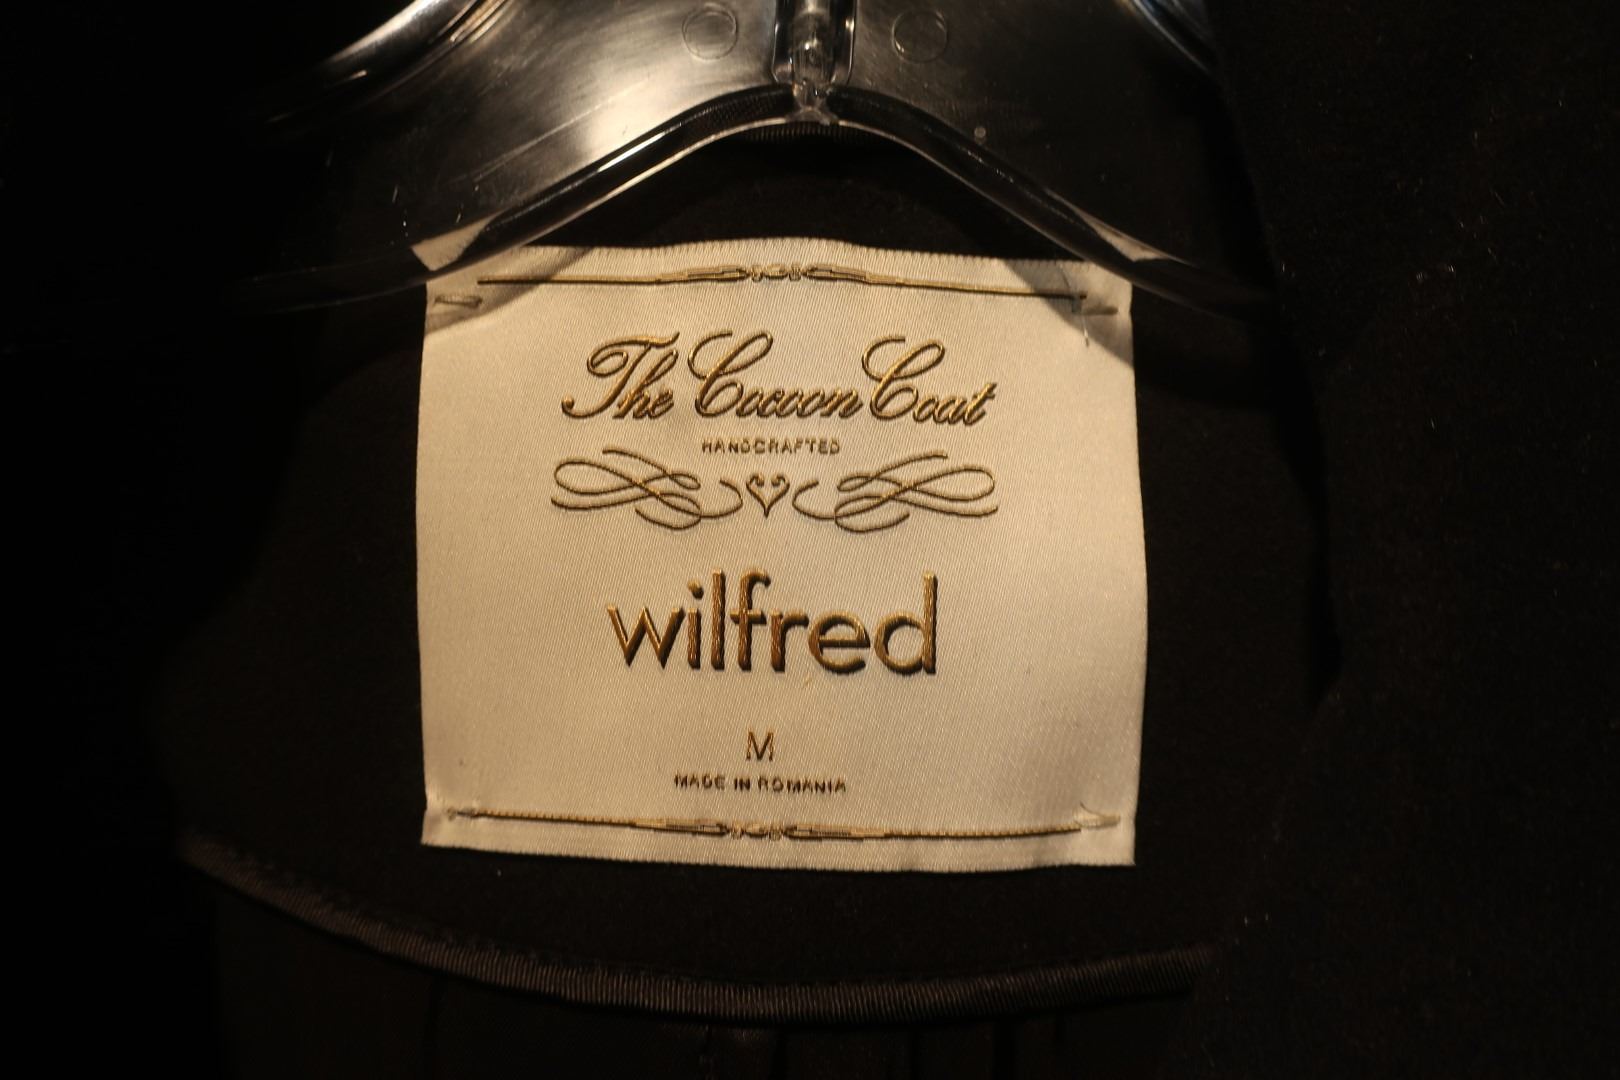 The Cocoon Coat
HANDCRAFTED
wilfred
M
MADE IN ROMANIA